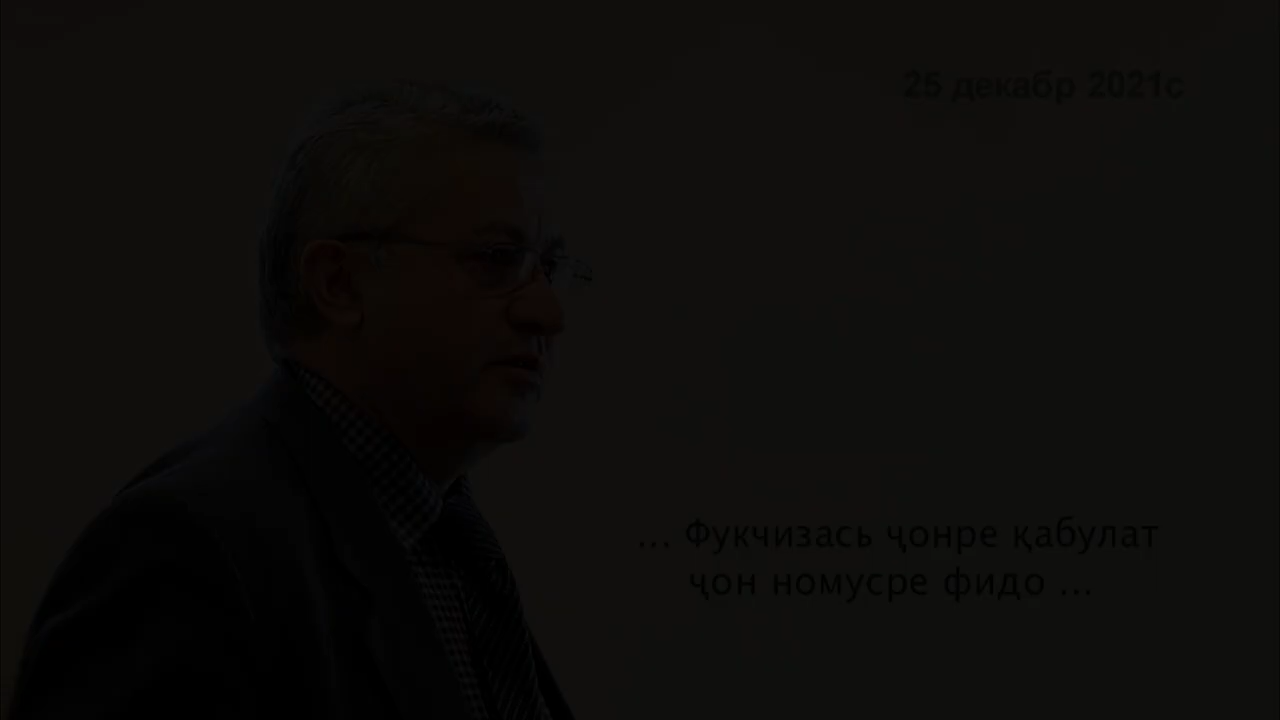 25 декабр 2021с
... Фукчизась ҷонре қабулат
ҷон номусре фидо ...